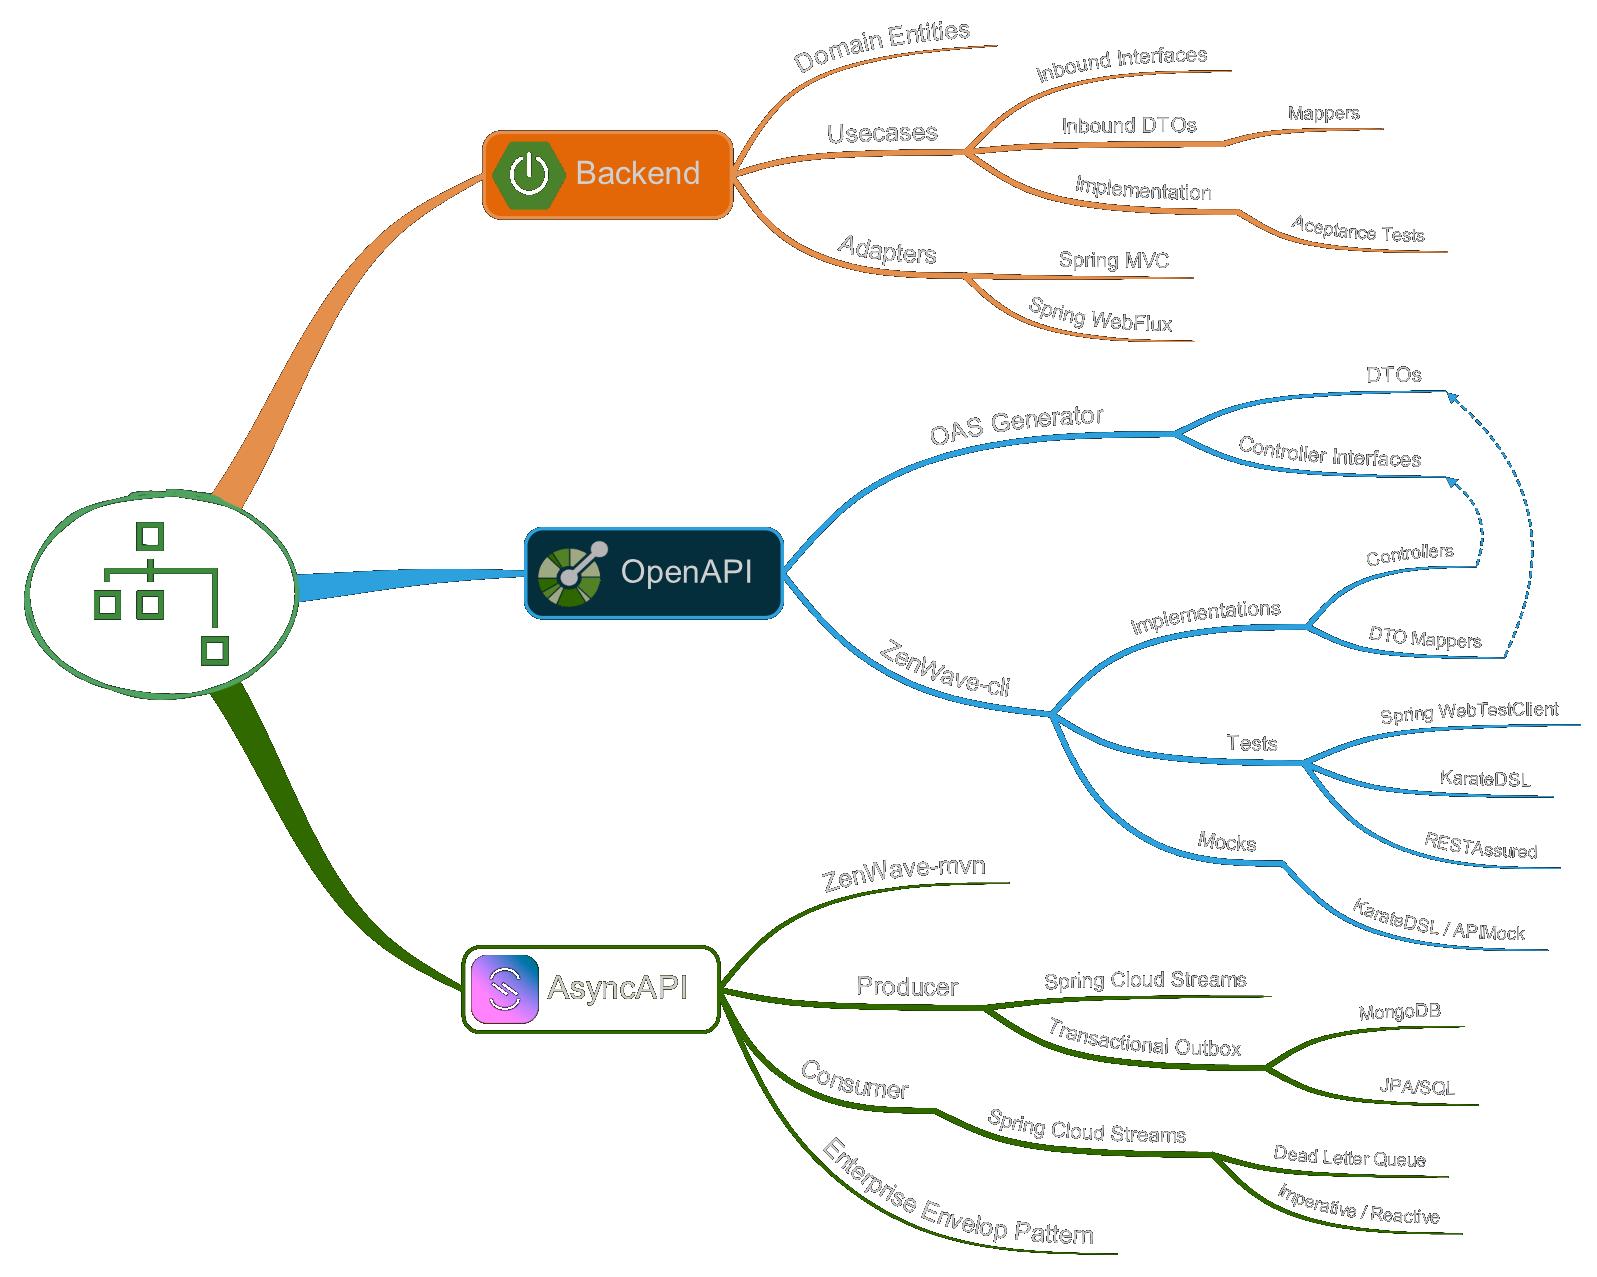 Domain Entities
Inbound Interfaces
Mappers
Usecases
Inbound DTOs
Backend
Implementation
Aceptance Tests
Adapters
Spring MVC
Spring WebFlux
DTOs
OAS Generator
Controller Interfaces
Controllers
OpenAPI
Implementations
DTO Mappers
ZenWave-cli
Spring WebTestClient
Tests
KarateDSL
Mocks
RESTAssured
KarateDSL / APIMock
ZenWave-mvn
AsyncAPI
Producer
Spring Cloud Streams
MongoDB
Transactional Outbox
JPA/SQL
Consumer
Spring Cloud Streams
Dead Letter Queue
Imperative / Reactive
Enterprise Envelop Pattern